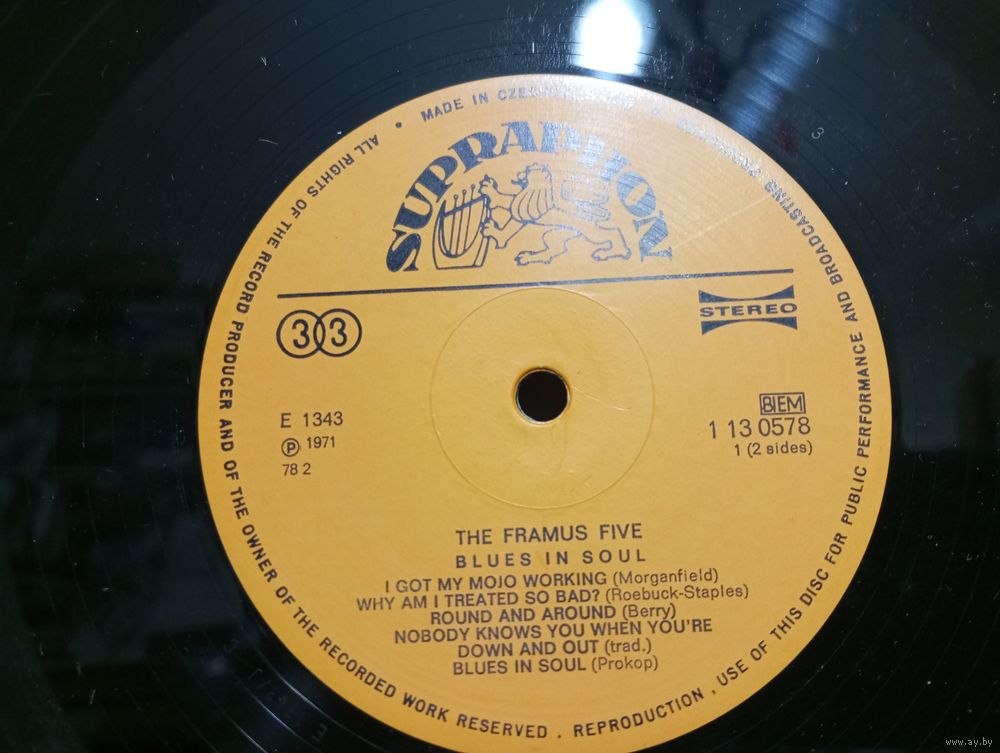 SUPRAPHON
33
STEREO
E 1343
Ⓟ 1971
78 2
BIEM
1 13 0578
1 (2 sides)
THE FRAMUS FIVE
BLUES IN SOUL
I GOT MY MOJO WORKING (Morganfield)
WHY AM I TREATED SO BAD? (Roebuck-Staples)
ROUND AND AROUND (Berry)
NOBODY KNOWS YOU WHEN YOU'RE
DOWN AND OUT (trad.)
BLUES IN SOUL (Prokop)
MADE IN
ALL RIGHTS OF THE RECORD PRODUCER AND OF THE OWNER OF THE RECORDED WORK RESERVED . REPRODUCTION , USE OF THIS DISC FOR PUBLIC PERFORMANCE AND BROADCASTING
3
www.ay.by